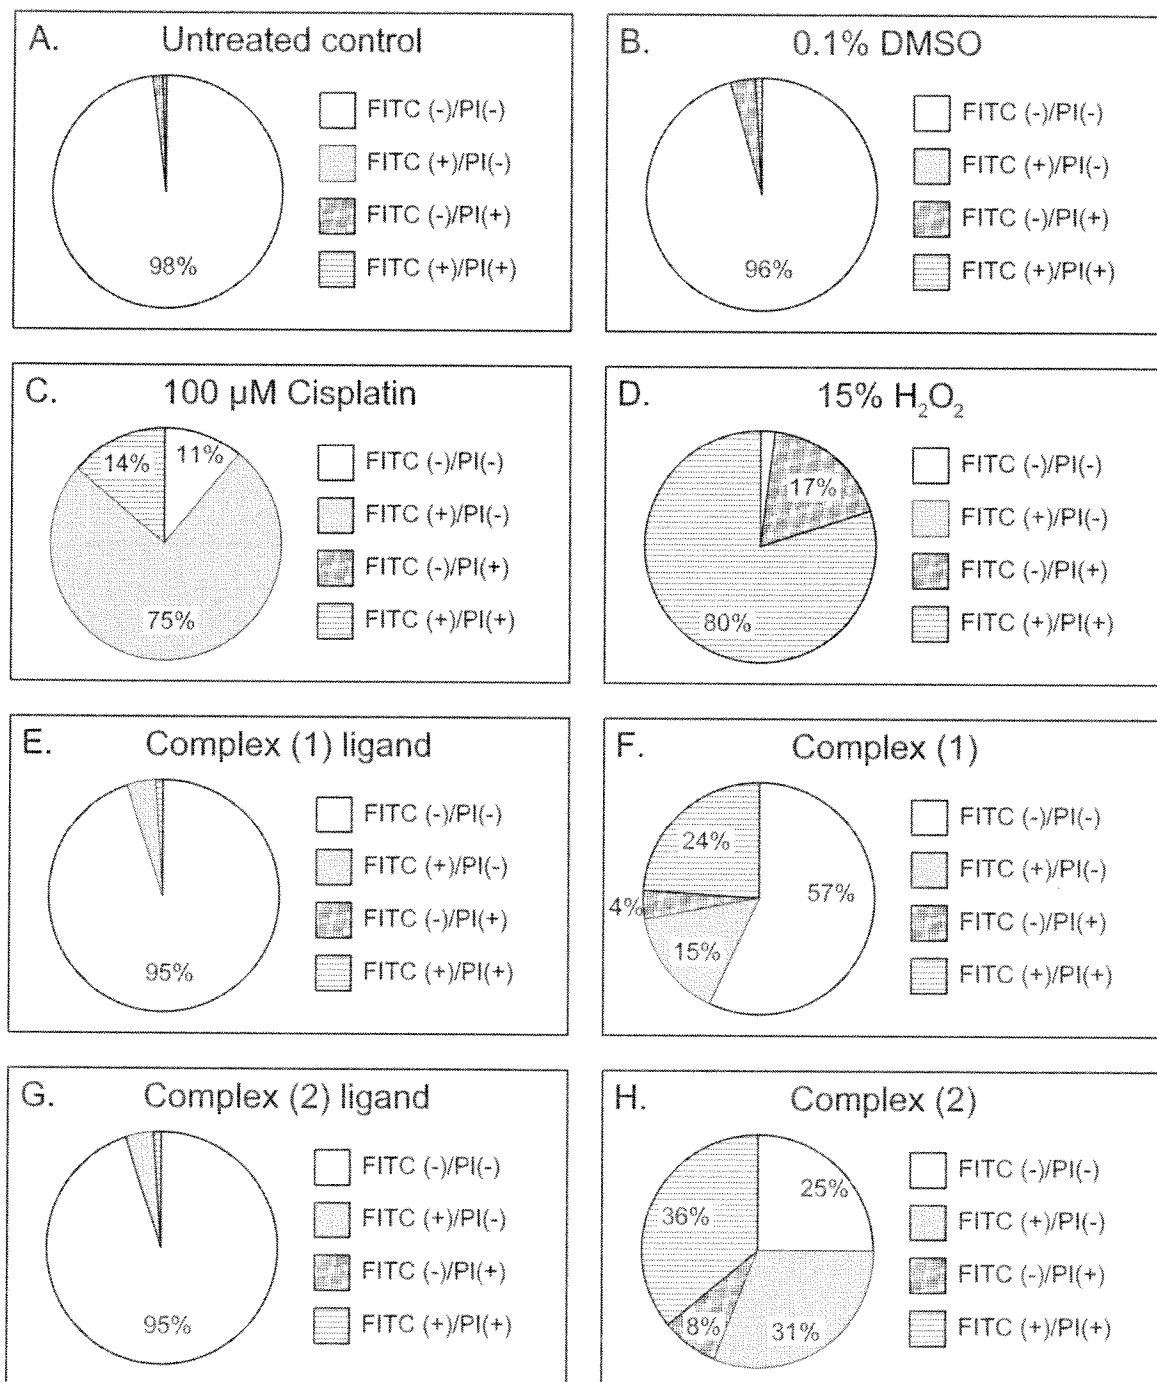 A. Untreated control
FITC (-)/PI(-)
FITC (+)/PI(-)
FITC (-)/PI(+)
FITC (+)/PI(+)
98%
B. 0.1% DMSO
FITC (-)/PI(-)
FITC (+)/PI(-)
FITC (-)/PI(+)
FITC (+)/PI(+)
96%
C. 100 µM Cisplatin
14% 11%
75%
FITC (-)/PI(-)
FITC (+)/PI(-)
FITC (-)/PI(+)
FITC (+)/PI(+)
D. 15% H₂O₂
17%
80%
FITC (-)/PI(-)
FITC (+)/PI(-)
FITC (-)/PI(+)
FITC (+)/PI(+)
E. Complex (1) ligand
FITC (-)/PI(-)
FITC (+)/PI(-)
FITC (-)/PI(+)
FITC (+)/PI(+)
95%
F. Complex (1)
24%
57%
4%
15%
FITC (-)/PI(-)
FITC (+)/PI(-)
FITC (-)/PI(+)
FITC (+)/PI(+)
G. Complex (2) ligand
FITC (-)/PI(-)
FITC (+)/PI(-)
FITC (-)/PI(+)
FITC (+)/PI(+)
95%
H. Complex (2)
25%
36%
8%
31%
FITC (-)/PI(-)
FITC (+)/PI(-)
FITC (-)/PI(+)
FITC (+)/PI(+)